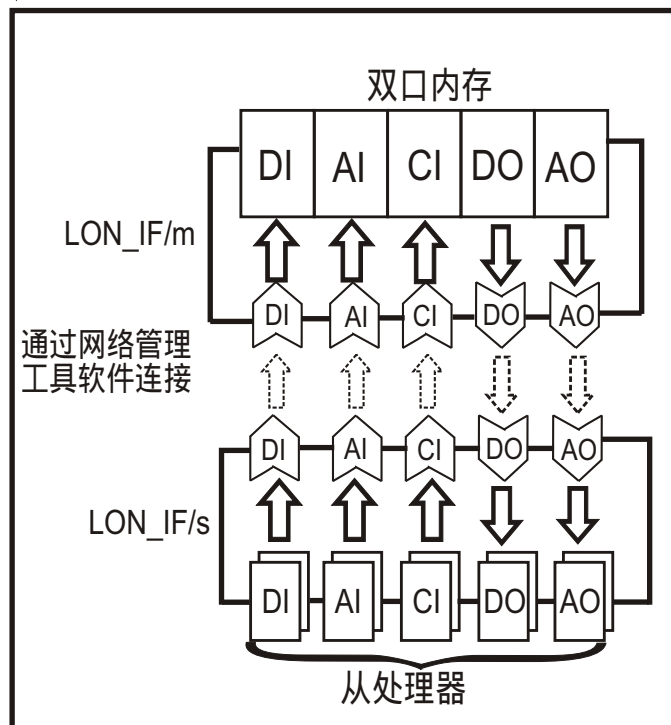 双口内存
DI AI CI DO AO
LON_IF/m
DI AI CI DO AO
通过网络管理
工具软件连接
DI AI CI DO AO
LON_IF/s
DI AI CI DO AO
从处理器